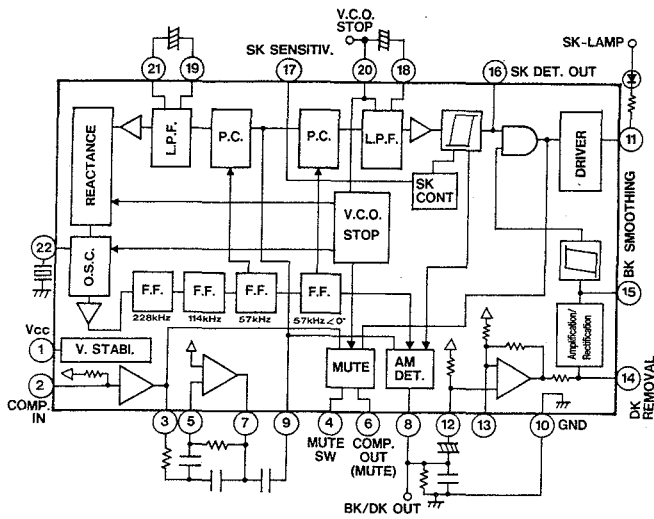 V.C.O.
STOP
SK SENSITIV.
SK-LAMP
21
19
17
20
18
16
SK DET. OUT
11
REACTANCE
L.P.F.
P.C.
P.C.
L.P.F.
DRIVER
SK
CONT
V.C.O.
STOP
BK SMOOTHING
22
O.S.C.
F.F.
F.F.
F.F.
F.F.
228kHz
114kHz
57kHz
57kHz<0°
15
Vcc
1
V. STABI.
MUTE
AM
DET.
Amplification/
Rectification
2
COMP.
IN
14
DK
REMOVAL
3
5
7
9
4
6
8
12
13
10
GND
MUTE
SW
COMP.
OUT
(MUTE)
BK/DK OUT